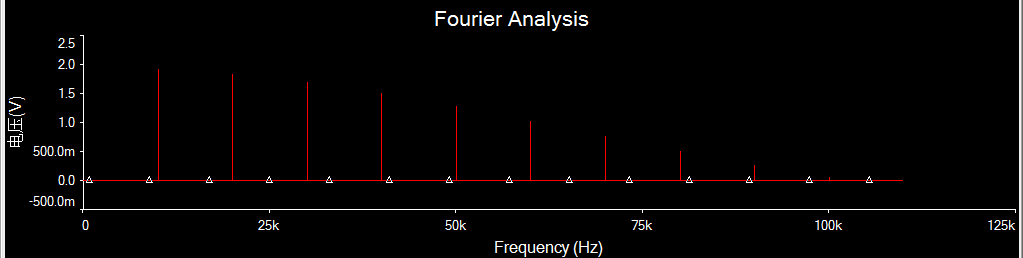 Fourier Analysis
2.5
2.0
1.5
1.0
500.0m
0.0
-500.0m
电压(V)
0 25k 50k 75k 100k 125k
Frequency (Hz)